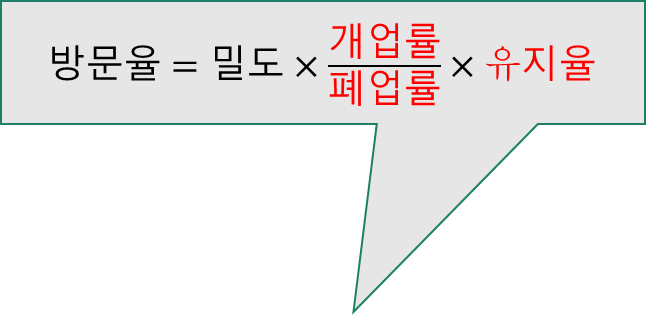 방문율 = 밀도 × 개업률/폐업률 × 유지율